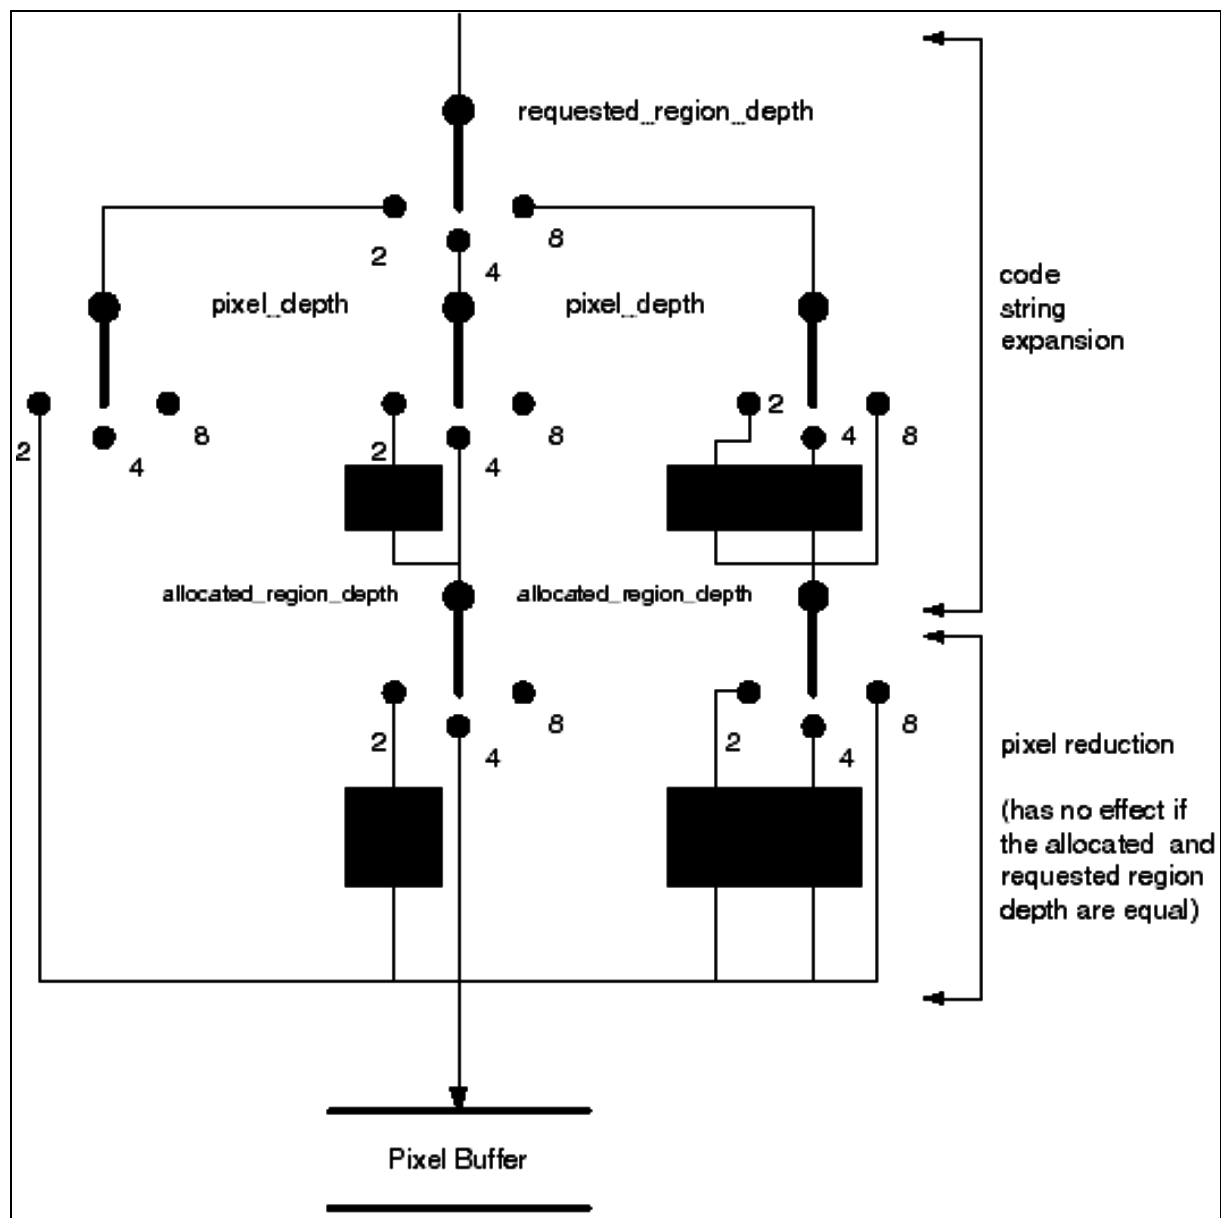 requested_region_depth
2
4
8
pixel_depth
pixel_depth
code
string
expansion
2
4
8
2
4
8
2
4
8
allocated_region_depth
allocated_region_depth
2
4
8
2
4
8
pixel reduction
(has no effect if
the allocated and
requested region
depth are equal)
Pixel Buffer